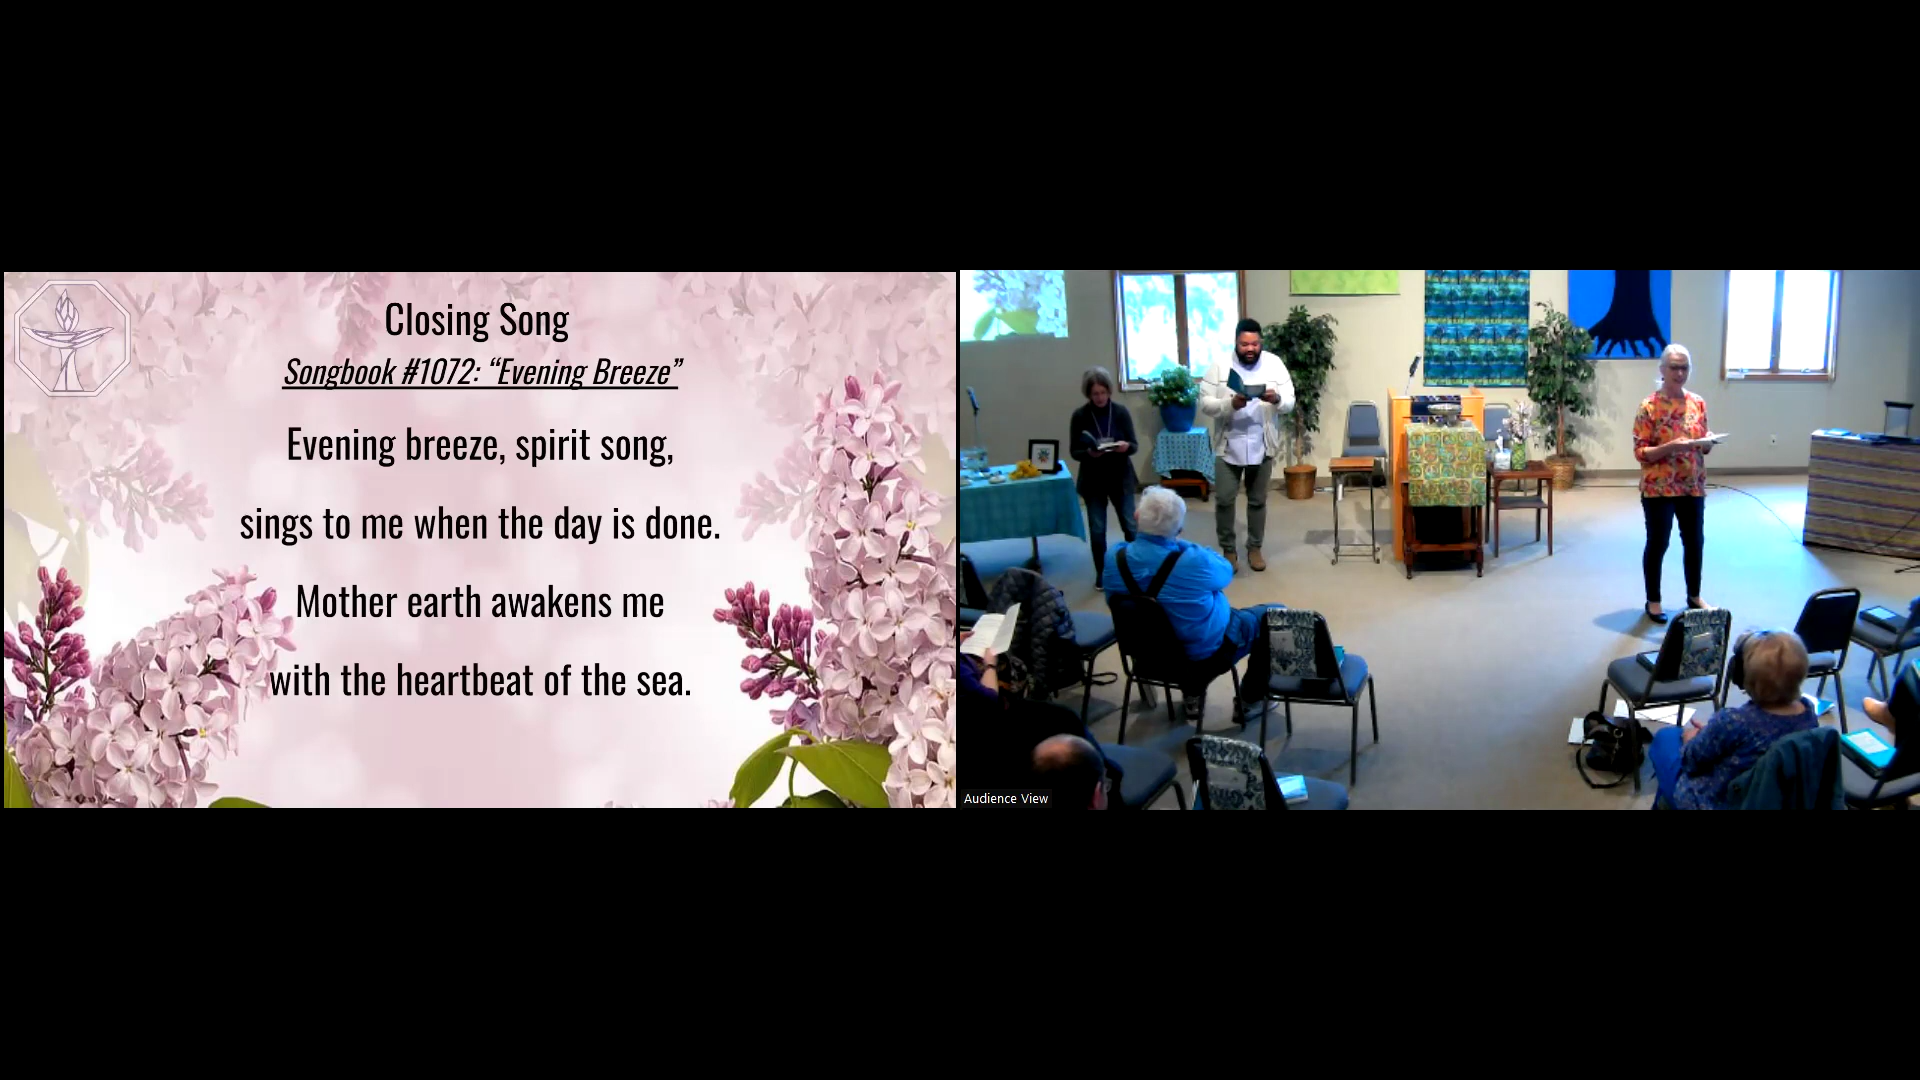 Closing Song
Songbook #1072: “Evening Breeze”
Evening breeze, spirit song,
sings to me when the day is done.
Mother earth awakens me
with the heartbeat of the sea.
Audience View